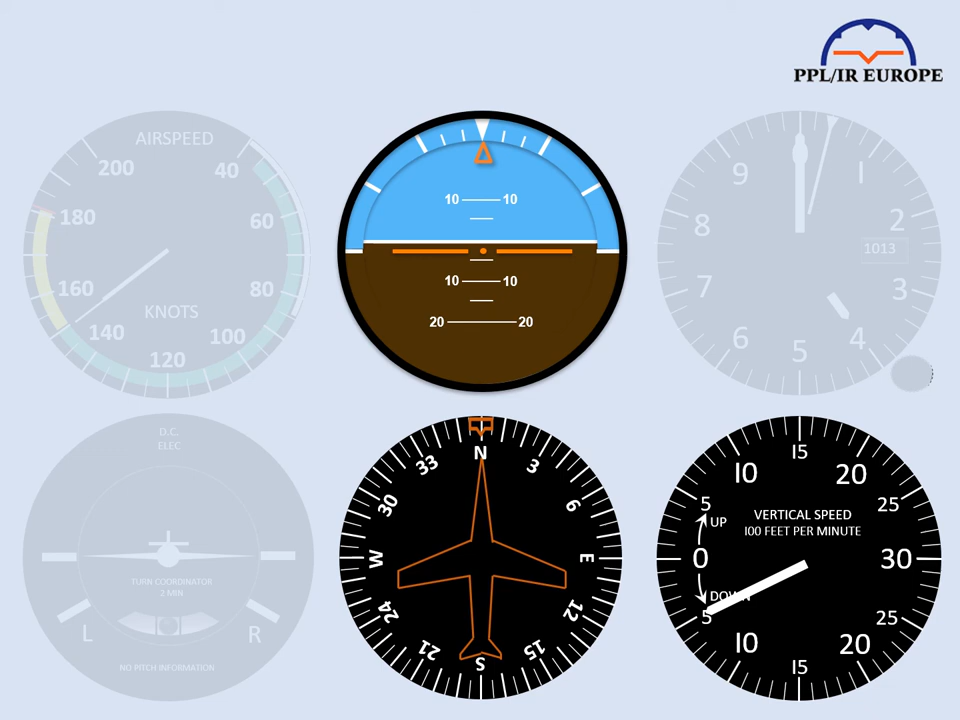 PPL/IR EUROPE
AIRSPEED
200
40
180
60
160
80
KNOTS
140
100
120
10 10
10 10
20 20
9
1
8
2
1013
7
3
6
4
5
D.C.
ELEC
TURN COORDINATOR
2 MIN
L
R
NO PITCH INFORMATION
N
33
3
30
6
W
E
24
12
21
15
S
15
10
20
5
25
UP
VERTICAL SPEED
100 FEET PER MINUTE
0
30
DOWN
5
25
10
20
15